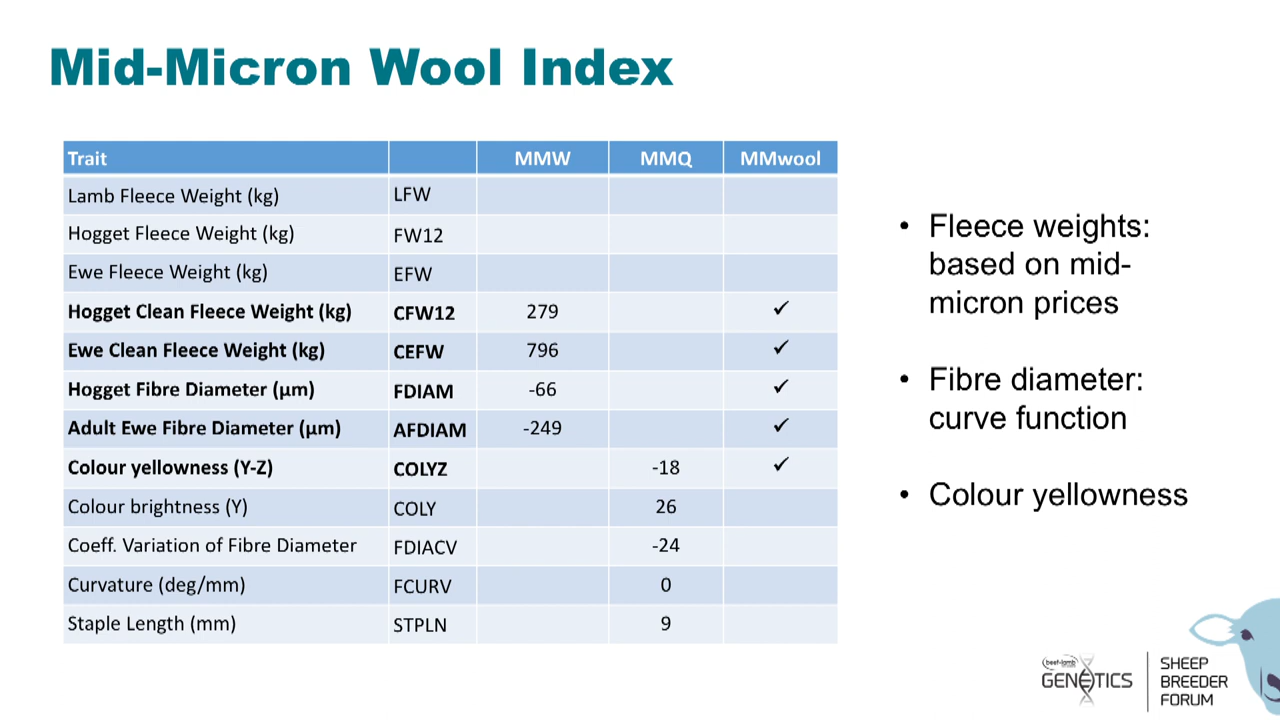 Mid-Micron Wool Index
Trait MMW MMQ MMwool
Lamb Fleece Weight (kg) LFW
Hogget Fleece Weight (kg) FW12
Ewe Fleece Weight (kg) EFW
Hogget Clean Fleece Weight (kg) CFW12 279 ✓
Ewe Clean Fleece Weight (kg) CEFW 796 ✓
Hogget Fibre Diameter (µm) FDIAM -66 ✓
Adult Ewe Fibre Diameter (µm) AFDIAM -249 ✓
Colour yellowness (Y-Z) COLYZ -18 ✓
Colour brightness (Y) COLY 26
Coeff. Variation of Fibre Diameter FDIACV -24
Curvature (deg/mm) FCURV 0
Staple Length (mm) STPLN 9
• Fleece weights:
based on mid-
micron prices
• Fibre diameter:
curve function
• Colour yellowness
beef+lamb
GENETICS
SHEEP
BREEDER
FORUM